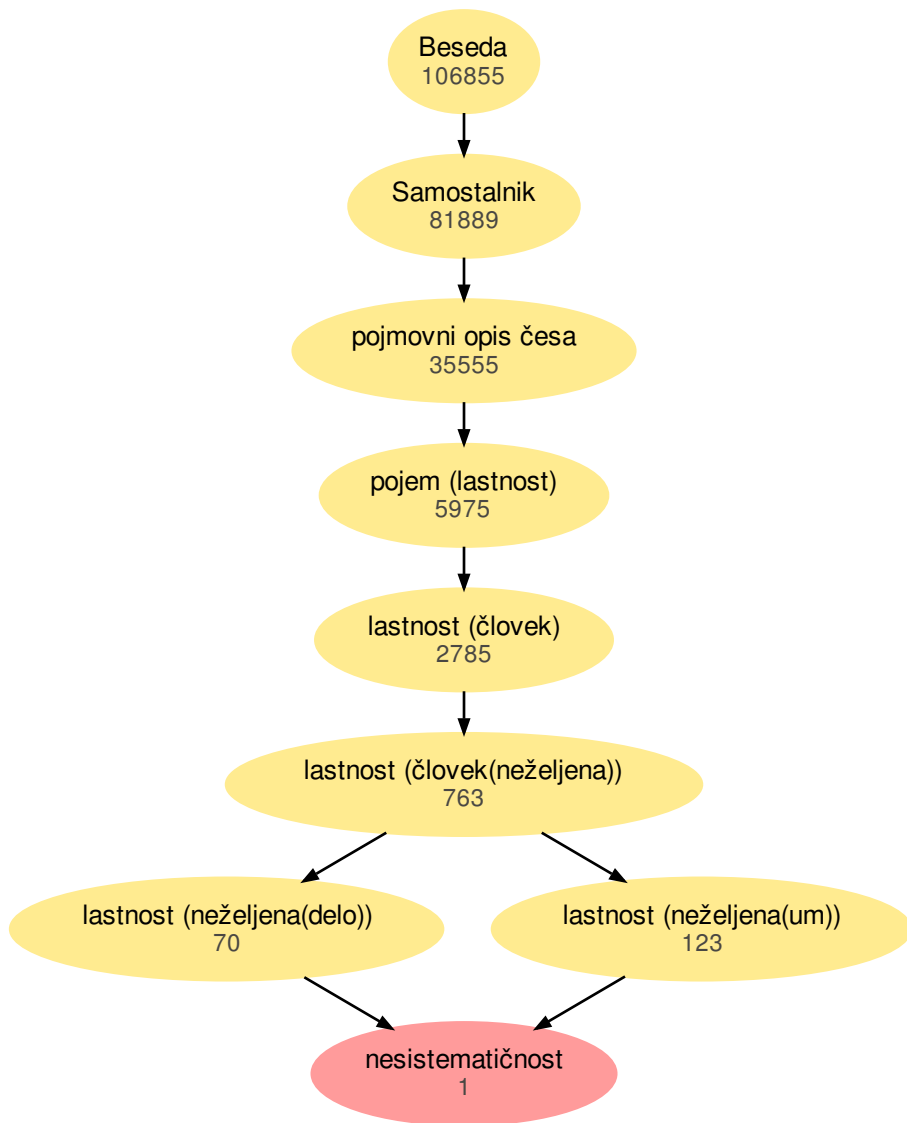 Beseda
106855
Samostalnik
81889
pojmovni opis česa
35555
pojem (lastnost)
5975
lastnost (človek)
2785
lastnost (človek(neželjena))
763
lastnost (neželjena(delo))
70
lastnost (neželjena(um))
123
nesistematičnost
1